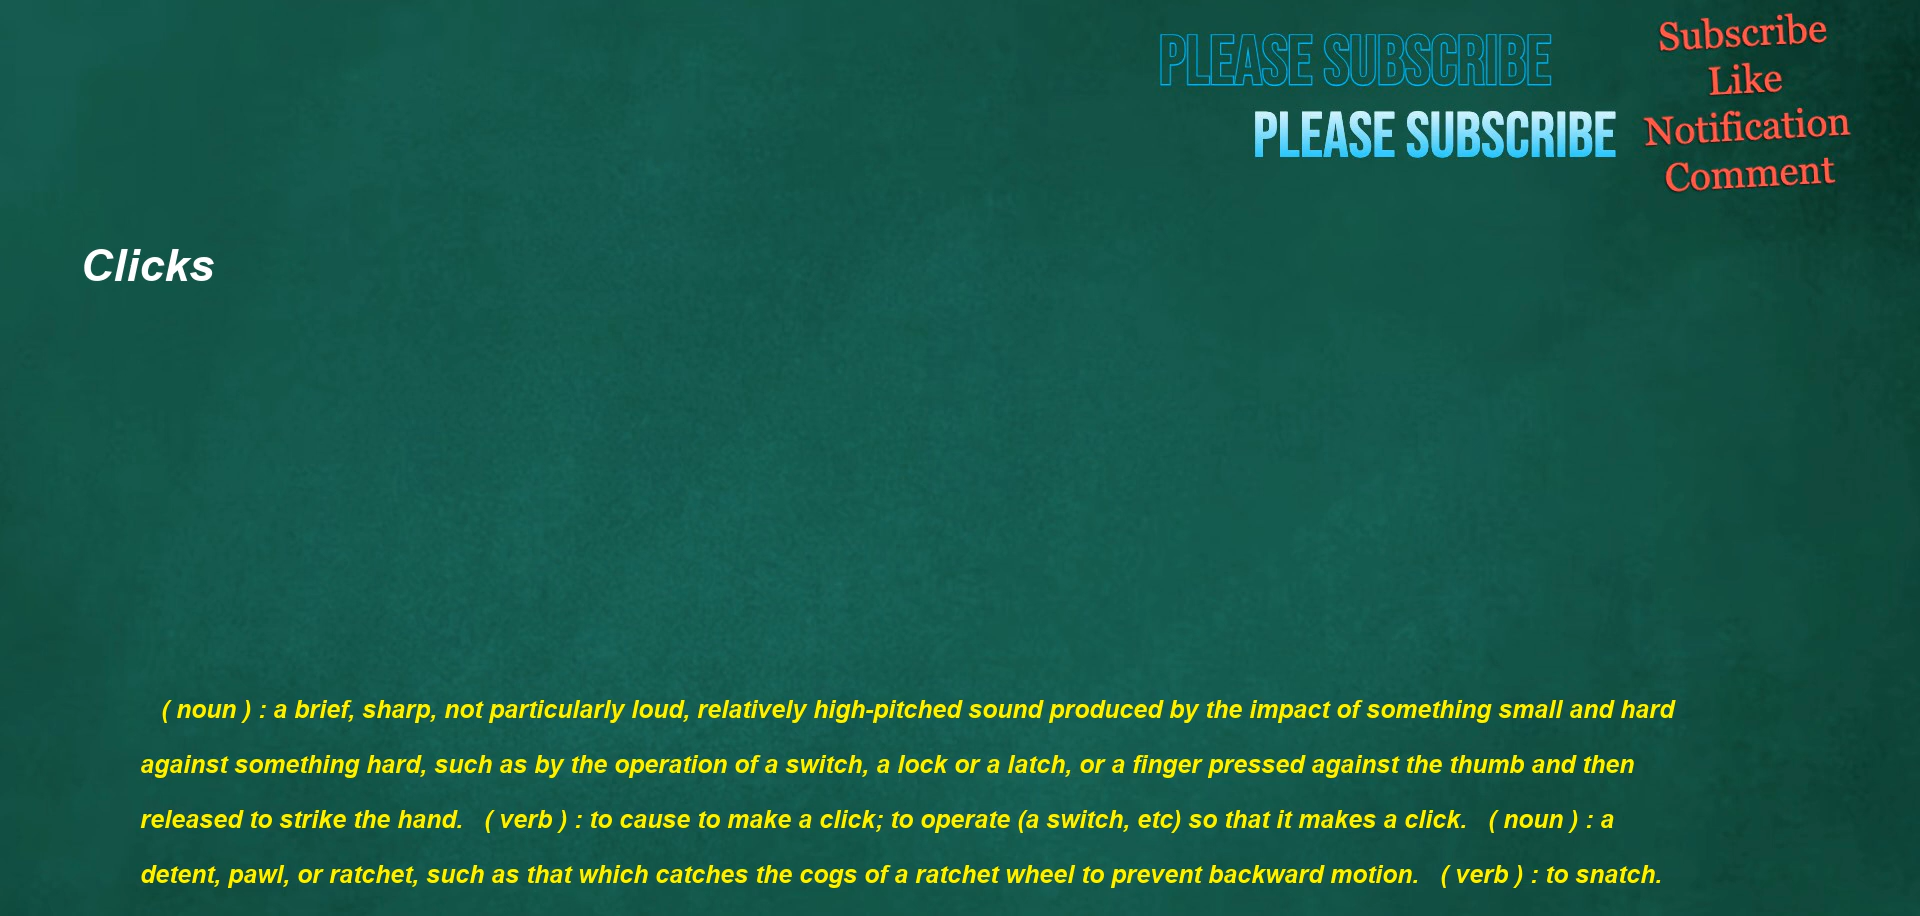 PLEASE SUBSCRIBE
PLEASE SUBSCRIBE
Subscribe
Like
Notification
Comment
Clicks
( noun ) : a brief, sharp, not particularly loud, relatively high-pitched sound produced by the impact of something small and hard
against something hard, such as by the operation of a switch, a lock or a latch, or a finger pressed against the thumb and then
released to strike the hand. ( verb ) : to cause to make a click; to operate (a switch, etc) so that it makes a click. ( noun ) : a
detent, pawl, or ratchet, such as that which catches the cogs of a ratchet wheel to prevent backward motion. ( verb ) : to snatch.